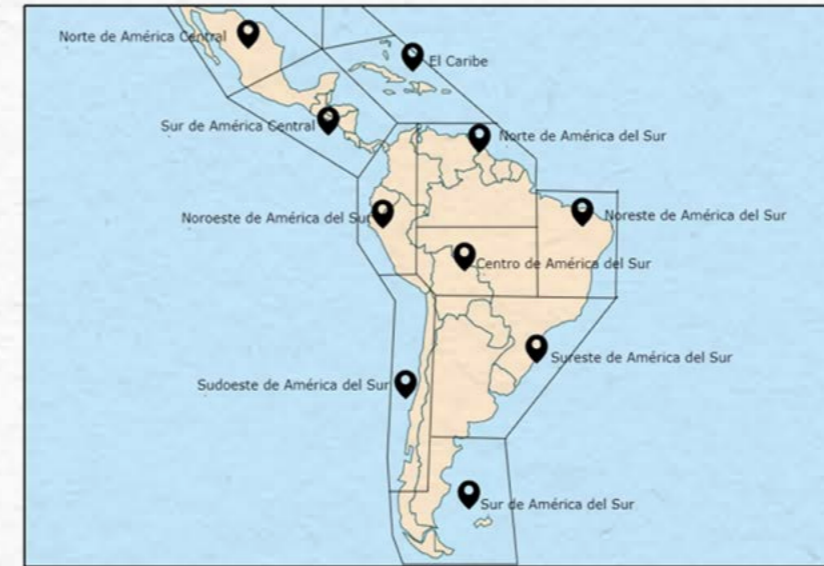 Norte de América Central
El Caribe
Sur de América Central
Norte de América del Sur
Noroeste de América del Sur
Noreste de América del Sur
Centro de América del Sur
Sureste de América del Sur
Sudoeste de América del Sur
Sur de América del Sur